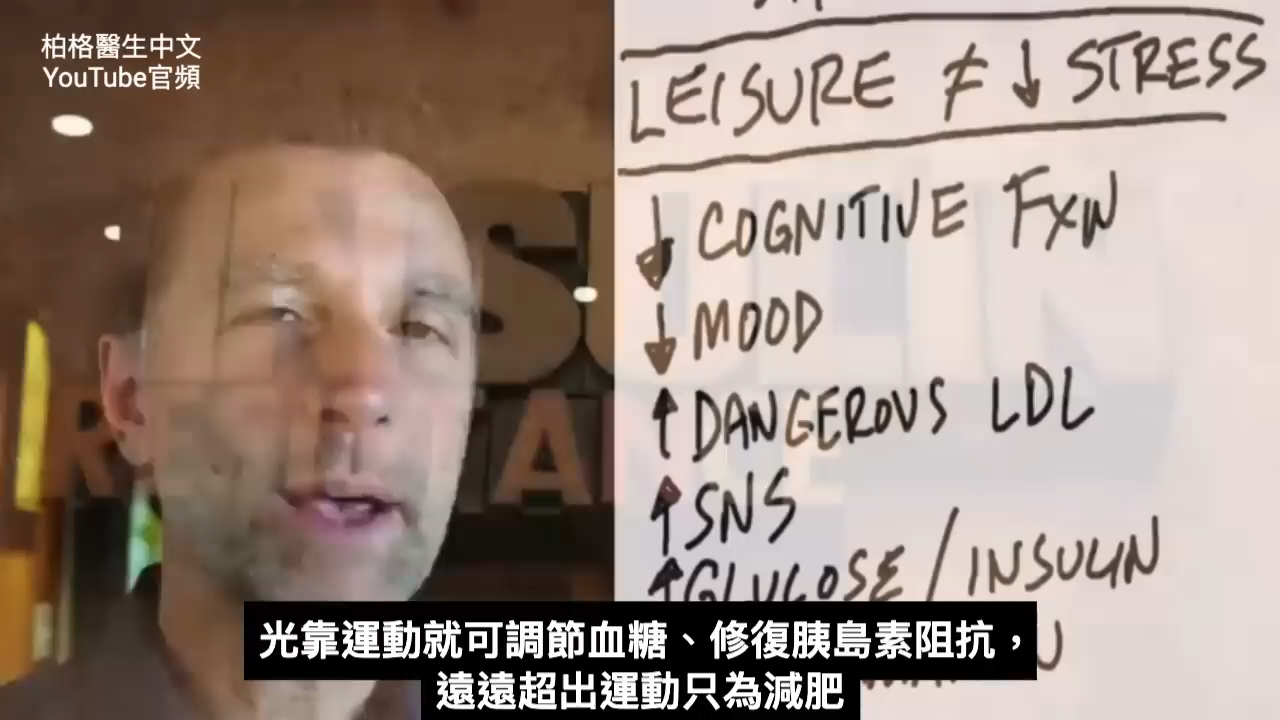 柏格醫生中文
YouTube官頻
LEISURE ≠ ↓ STRESS
↓ COGNITIVE FXN
↓ MOOD
↑ DANGEROUS LDL
↑ SNS
↑ GLUCOSE / INSULIN
光靠運動就可調節血糖、修復胰島素阻抗，
遠遠超出運動只為減肥